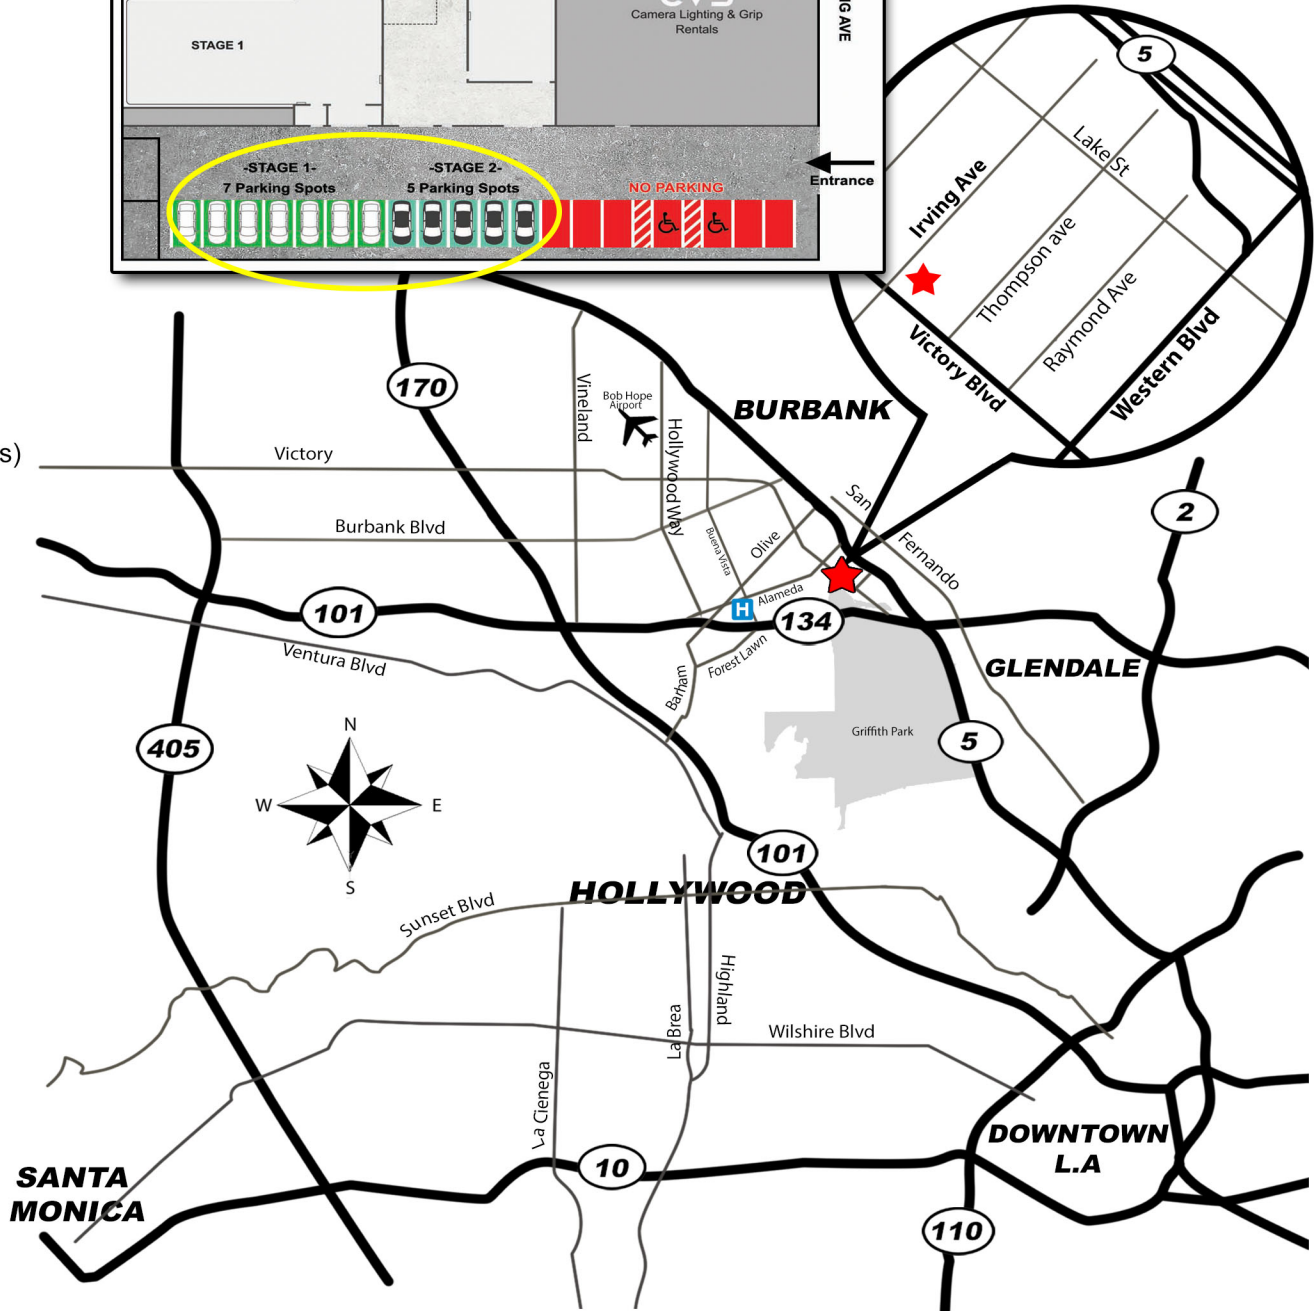 Camera Lighting & Grip
Rentals
STAGE 1
-STAGE 1-
7 Parking Spots
-STAGE 2-
5 Parking Spots
NO PARKING
Entrance
5
Lake St
Irving Ave
Thompson ave
Raymond Ave
Victory Blvd
Western Blvd
170
Vineland
Bob Hope
Airport
BURBANK
Hollywood Way
s)
Victory
San
Fernando
2
Burbank Blvd
Buena Vista
Olive
Alameda
H
101
134
Ventura Blvd
Forest Lawn
Barham
GLENDALE
405
N
W
E
S
Griffith Park
5
101
HOLLYWOOD
Sunset Blvd
Highland
La Brea
Wilshire Blvd
La Cienega
DOWNTOWN
L.A
10
SANTA
MONICA
110